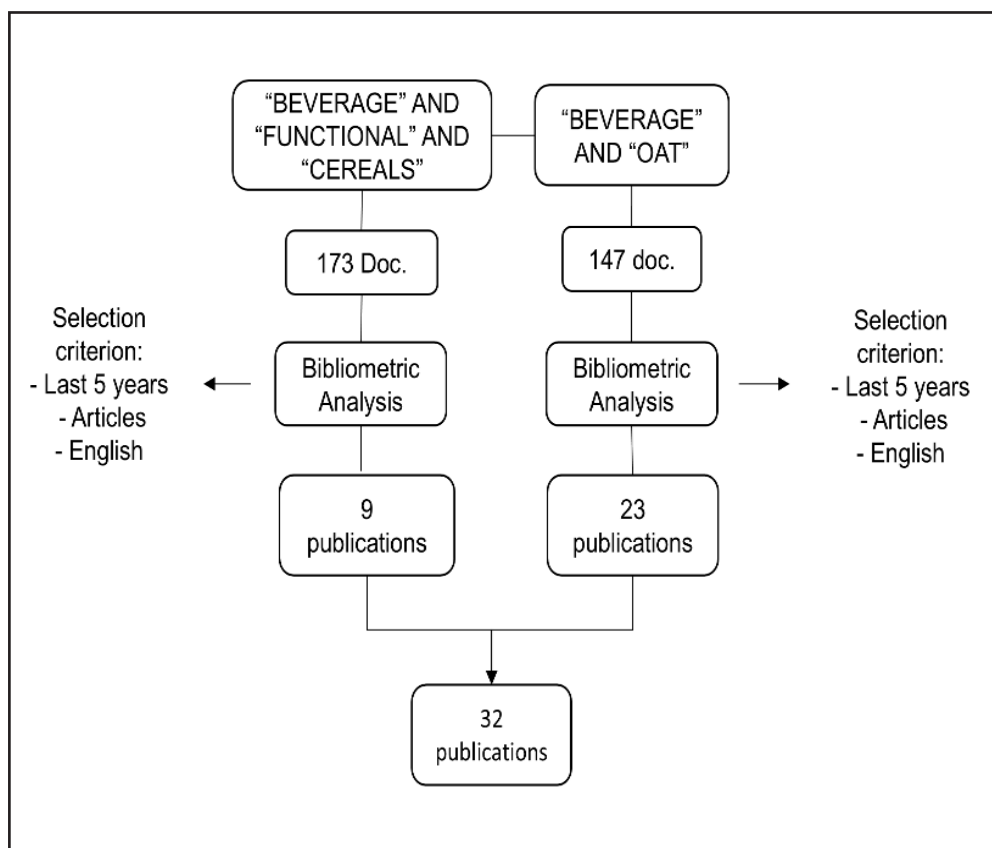 “BEVERAGE” AND
“FUNCTIONAL” AND
“CEREALS”
“BEVERAGE”
AND “OAT”
173 Doc.
147 doc.
Selection
criterion:
- Last 5 years
- Articles
- English
Bibliometric
Analysis
Bibliometric
Analysis
Selection
criterion:
- Last 5 years
- Articles
- English
9
publications
23
publications
32
publications